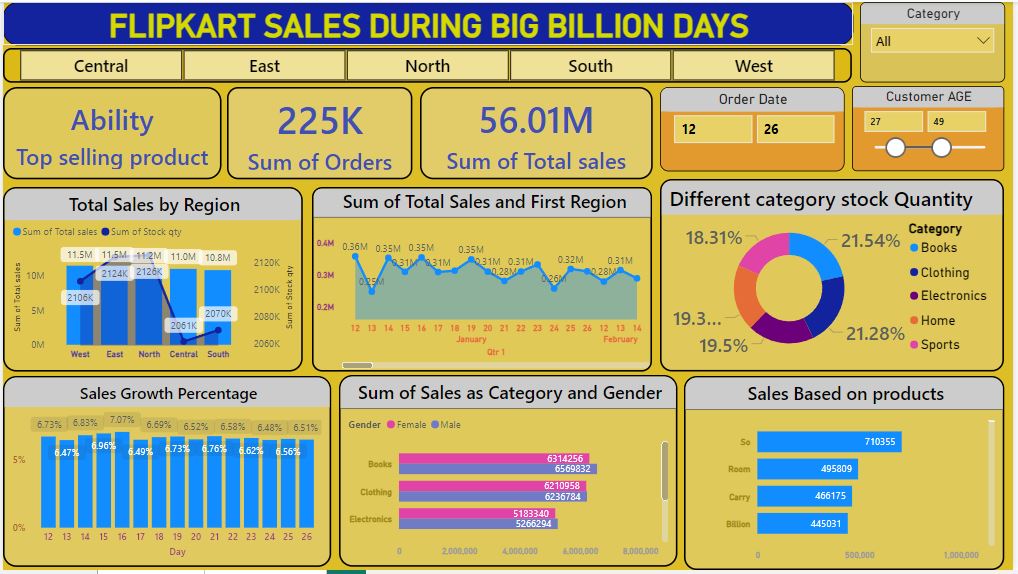 FLIPKART SALES DURING BIG BILLION DAYS
Category
All
Central East North South West
Ability
Top selling product
225K
Sum of Orders
56.01M
Sum of Total sales
Order Date
12 26
Customer AGE
27 49
Total Sales by Region
Sum of Total sales Sum of Stock qty
11.5M 11.5M 11.2M 11.0M 10.8M
2106K 2124K 2126K 2061K 2070K
Sum of Total sales
10M
5M
0M
Sum of Stock qty
2120K
2100K
2080K
2060K
West East North Central South
Sum of Total Sales and First Region
0.4M
0.3M
0.2M
0.36M 0.25M 0.35M 0.31M 0.35M 0.31M 0.35M 0.31M 0.28M 0.31M 0.26M 0.32M 0.28M 0.31M
12 13 14 15 16 17 18 19 20 21 22 23 24 25 26 12 13 14
January February
Qtr 1
Different category stock Quantity
18.31%
21.54%
19.3...
19.5%
21.28%
Category
Books
Clothing
Electronics
Home
Sports
Sales Growth Percentage
6.73% 6.83% 7.07% 6.69% 6.52% 6.58% 6.48% 6.51%
6.47% 6.96% 6.49% 6.73% 6.76% 6.62% 6.56%
5%
0%
12 13 14 15 16 17 18 19 20 21 22 23 24 25 26
Day
Sum of Sales as Category and Gender
Gender Female Male
Books 6314256
6569832
Clothing 6210958
6236784
Electronics 5183340
5266294
0 2,000,000 4,000,000 6,000,000 8,000,000
Sales Based on products
So 710355
Room 495809
Carry 466175
Billion 445031
0 500,000 1,000,000